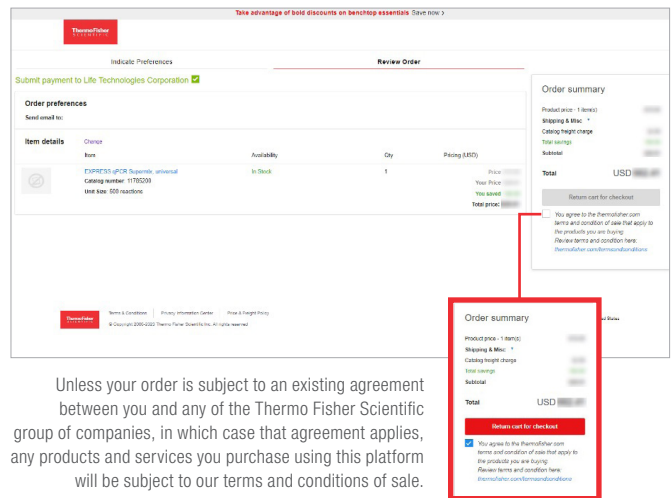 Take advantage of bold discounts on benchtop essentials Save now >
ThermoFisher
SCIENTIFIC
Indicate Preferences
Review Order
Submit payment to Life Technologies Corporation
Order preferences
Send email to:
Item details
Change
Item
Availability
Qty
Pricing (USD)
EXPRESS qPCR Supermix, universal
In Stock
1
Price
Catalog number: 11785200
Your Price
Unit Size: 500 reactions
You saved
Total price:
Order summary
Product price - 1 item(s)
Shipping & Misc *
Catalog freight charge
Total savings
Subtotal
Total
USD
Return cart for checkout
You agree to the thermofisher.com
terms and condition of sale that apply to
the products you are buying.
Review terms and condition here:
thermofisher.com/termsandconditions
ThermoFisher
Terms & Conditions
Privacy Information Center
Price & Freight Policy
© Copyright 2006-2023 Thermo Fisher Scientific Inc. All rights reserved
States
Order summary
Product price - 1 item(s)
Shipping & Misc *
Catalog freight charge
Total savings
Subtotal
Total
USD
Return cart for checkout
You agree to the thermofisher.com
terms and condition of sale that apply to
the products you are buying.
Review terms and condition here:
thermofisher.com/termsandconditions
Unless your order is subject to an existing agreement
between you and any of the Thermo Fisher Scientific
group of companies, in which case that agreement applies,
any products and services you purchase using this platform
will be subject to our terms and conditions of sale.